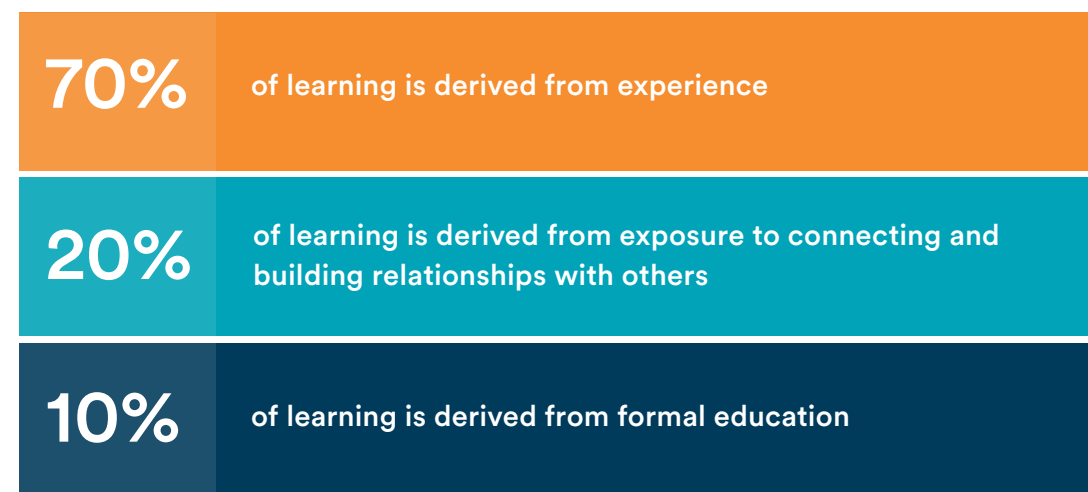 70%
of learning is derived from experience
20%
of learning is derived from exposure to connecting and
building relationships with others
10%
of learning is derived from formal education